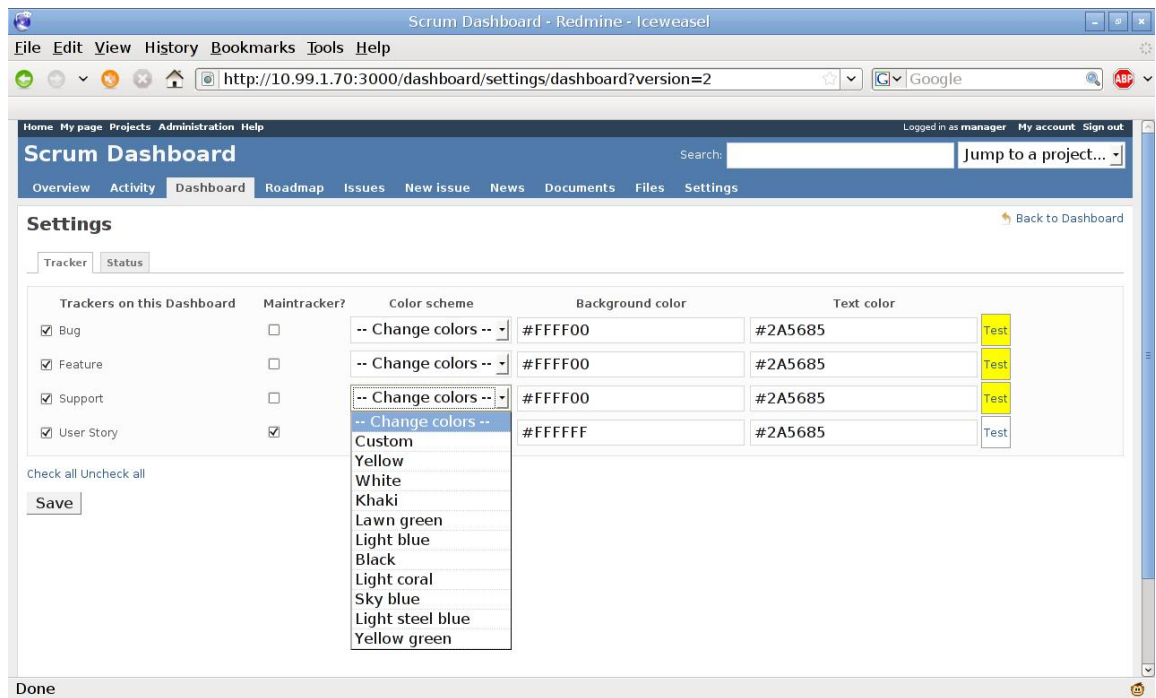 Scrum Dashboard - Redmine - Iceweasel
File Edit View History Bookmarks Tools Help
http://10.99.1.70:3000/dashboard/settings/dashboard?version=2 G Google ABP
Home My page Projects Administration Help Logged in as manager My account Sign out
Scrum Dashboard Search: Jump to a project...
Overview Activity Dashboard Roadmap Issues New issue News Documents Files Settings
Settings Back to Dashboard
Tracker Status
Trackers on this Dashboard Maintracker? Color scheme Background color Text color
Bug -- Change colors -- #FFFF00 #2A5685 Test
Feature -- Change colors -- #FFFF00 #2A5685 Test
Support -- Change colors -- #FFFF00 #2A5685 Test
User Story #FFFFFF #2A5685 Test
-- Change colors --
Custom
Yellow
White
Khaki
Lawn green
Light blue
Black
Light coral
Sky blue
Light steel blue
Yellow green
Check all Uncheck all
Save
Done